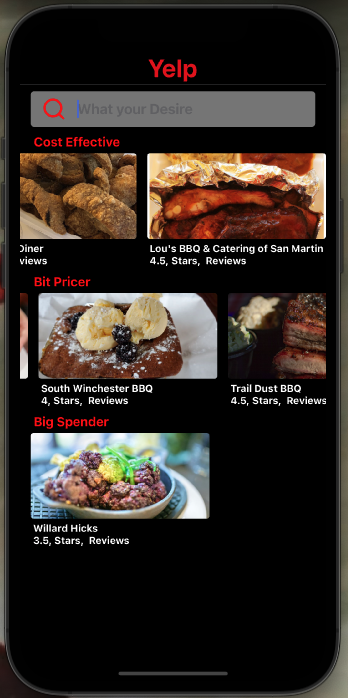 Yelp
What your Desire
Cost Effective
Diner
views
Lou's BBQ & Catering of San Martin
4.5, Stars, Reviews
Bit Pricer
South Winchester BBQ
4, Stars, Reviews
Trail Dust BBQ
4.5, Stars, Reviews
Big Spender
Willard Hicks
3.5, Stars, Reviews